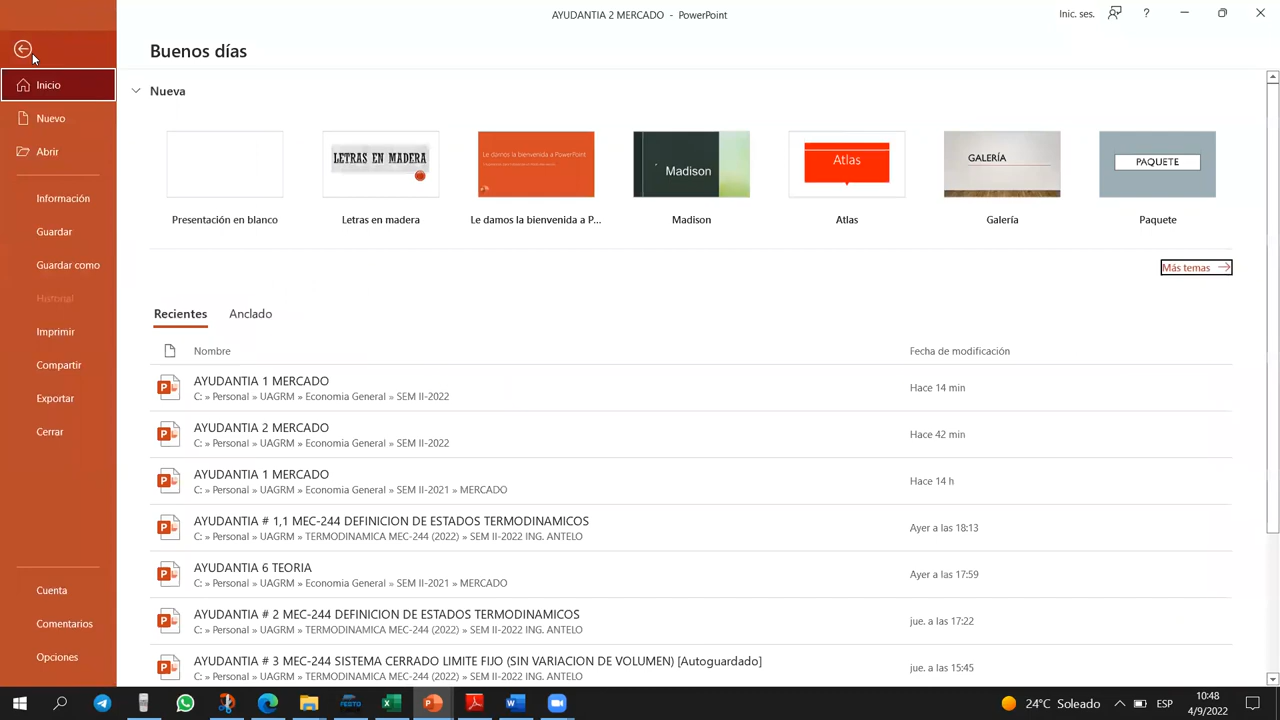 AYUDANTIA 2 MERCADO - PowerPoint
Inic. ses.
?
Buenos días
Inicio
Nuevo
Abrir
Información
Guardar
Guardar como
Historial
Imprimir
Compartir
Exportar
Cerrar
Cuenta
Comentarios
Opciones
Nueva
LETRAS EN MADERA
Le damos la bienvenida a PowerPoint
Madison
Atlas
GALERÍA
PAQUETE
Presentación en blanco
Letras en madera
Le damos la bienvenida a P...
Madison
Atlas
Galería
Paquete
Más temas
Recientes
Anclado
Nombre
Fecha de modificación
AYUDANTIA 1 MERCADO
C: » Personal » UAGRM » Economia General » SEM II-2022
Hace 14 min
AYUDANTIA 2 MERCADO
C: » Personal » UAGRM » Economia General » SEM II-2022
Hace 42 min
AYUDANTIA 1 MERCADO
C: » Personal » UAGRM » Economia General » SEM II-2021 » MERCADO
Hace 14 h
AYUDANTIA # 1,1 MEC-244 DEFINICION DE ESTADOS TERMODINAMICOS
C: » Personal » UAGRM » TERMODINAMICA MEC-244 (2022) » SEM II-2022 ING. ANTELO
Ayer a las 18:13
AYUDANTIA 6 TEORIA
C: » Personal » UAGRM » Economia General » SEM II-2021 » MERCADO
Ayer a las 17:59
AYUDANTIA # 2 MEC-244 DEFINICION DE ESTADOS TERMODINAMICOS
C: » Personal » UAGRM » TERMODINAMICA MEC-244 (2022) » SEM II-2022 ING. ANTELO
jue. a las 17:22
AYUDANTIA # 3 MEC-244 SISTEMA CERRADO LIMITE FIJO (SIN VARIACION DE VOLUMEN) [Autoguardado]
C: » Personal » UAGRM » TERMODINAMICA MEC-244 (2022) » SEM II-2022 ING. ANTELO
jue. a las 15:45
FESTO
24°C Soleado
ESP
10:48
4/9/2022